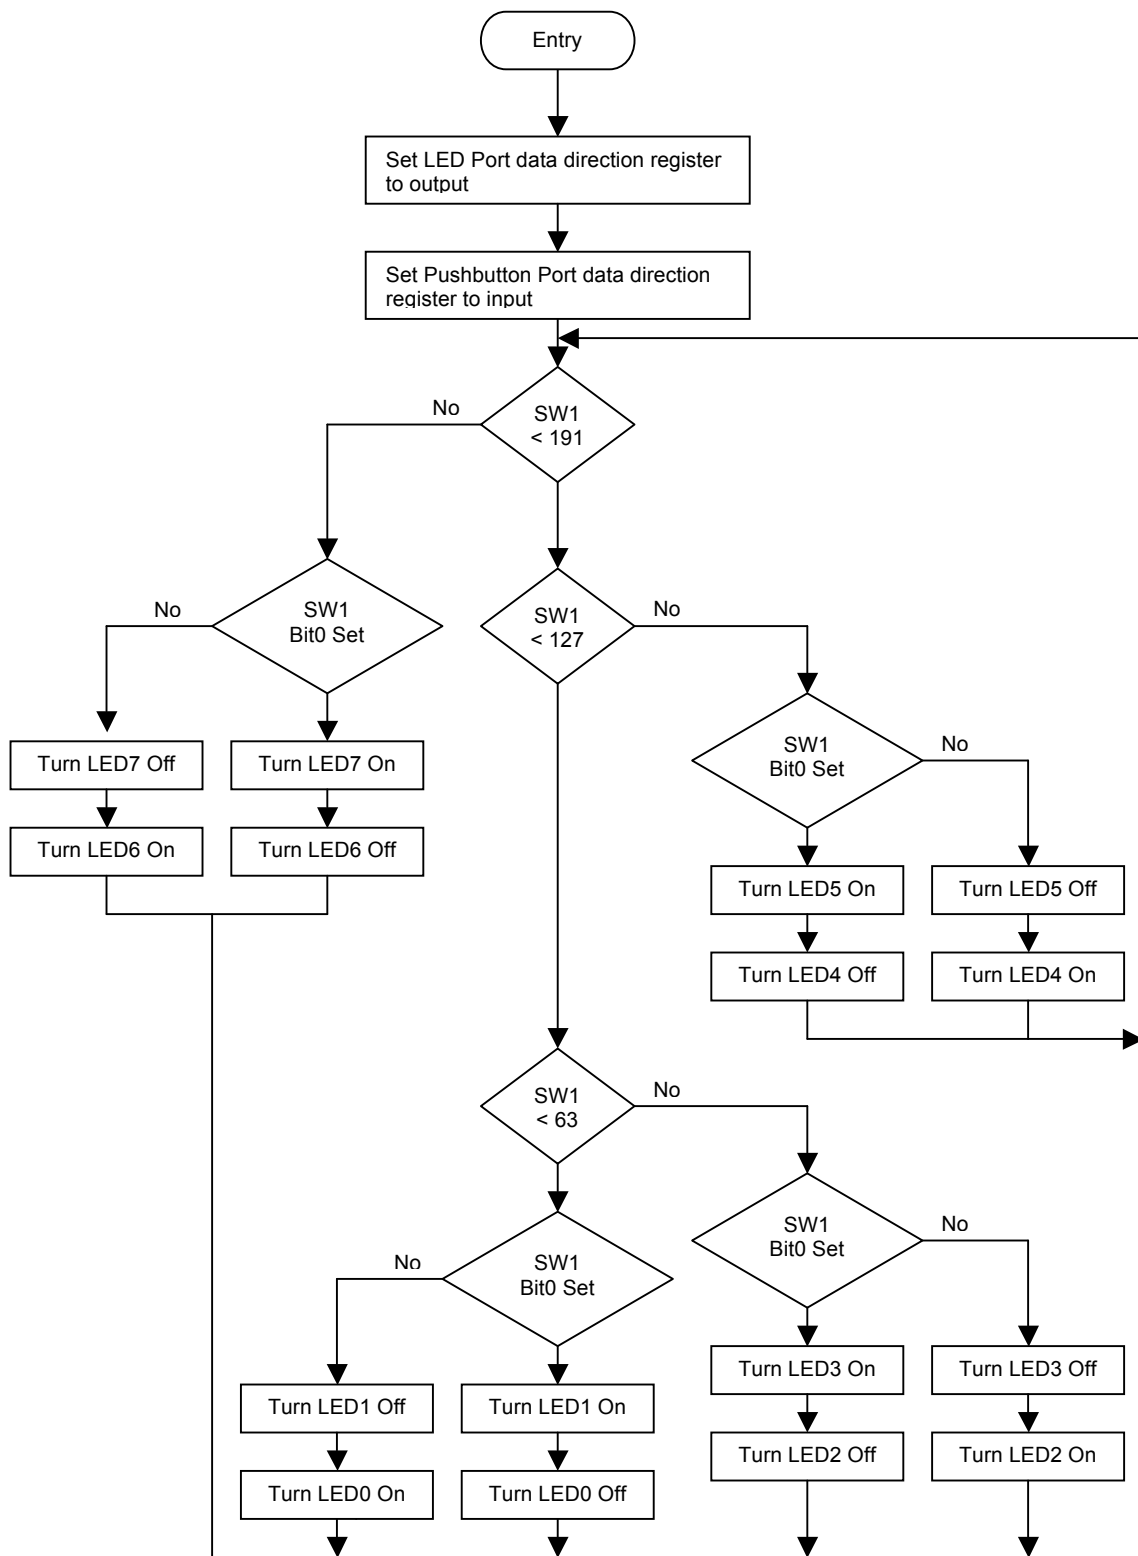 Entry
Set LED Port data direction register
to output
Set Pushbutton Port data direction
register to input
SW1
< 191
No
SW1
Bit0 Set
No
SW1
< 127
No
SW1
Bit0 Set
No
Turn LED7 Off
Turn LED7 On
Turn LED6 On
Turn LED6 Off
Turn LED5 On
Turn LED5 Off
Turn LED4 Off
Turn LED4 On
SW1
< 63
No
SW1
Bit0 Set
No
SW1
Bit0 Set
No
Turn LED3 On
Turn LED3 Off
Turn LED1 Off
Turn LED1 On
Turn LED2 Off
Turn LED2 On
Turn LED0 On
Turn LED0 Off